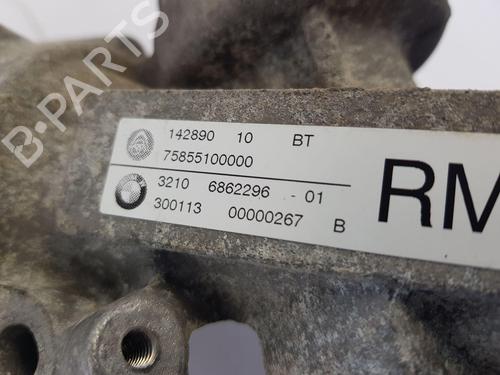 B-PARTS
142890 10 BT
75855100000
3210 6862296 - 01
300113 00000267 B
RM